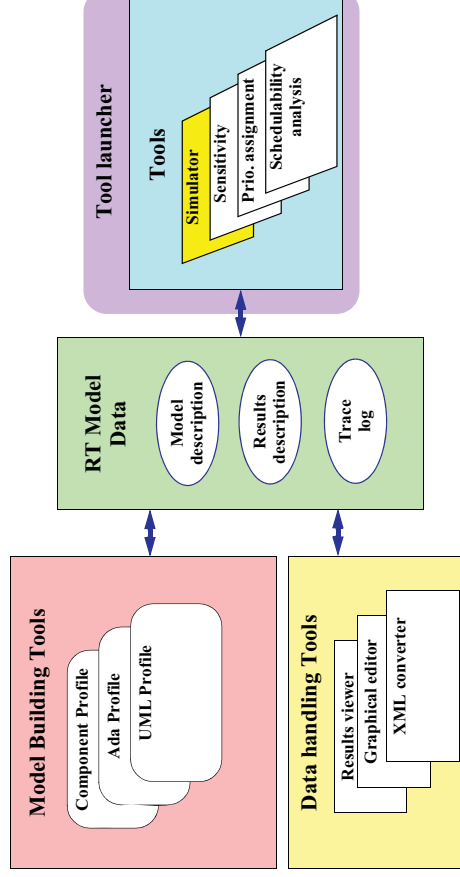 Model Building Tools
Component Profile
Ada Profile
UML Profile
Data handling Tools
Results viewer
Graphical editor
XML converter
RT Model
Data
Model
description
Results
description
Trace
log
Tool launcher
Tools
Simulator
Sensitivity
Prio. assignment
Schedulability
analysis